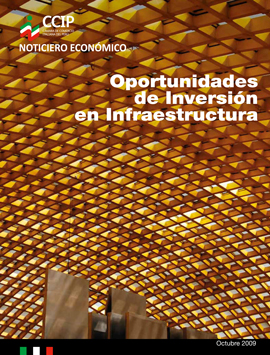 CCIP
NOTICIERO ECONÓMICO
Oportunidades
de Inversión
en Infraestructura
Octubre 2009